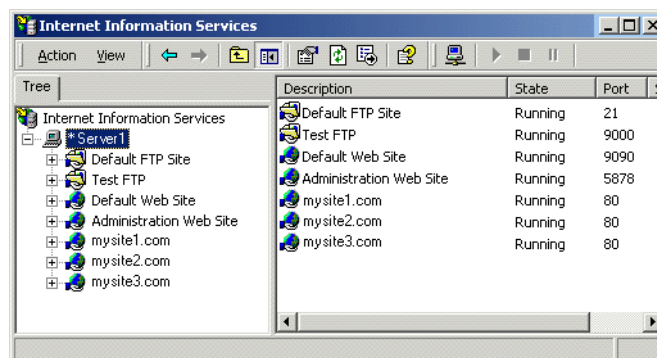 Internet Information Services
Action View
Tree
Internet Information Services
* Server1
Default FTP Site
Test FTP
Default Web Site
Administration Web Site
mysite1.com
mysite2.com
mysite3.com
Description State Port
Default FTP Site Running 21
Test FTP Running 9000
Default Web Site Running 9090
Administration Web Site Running 5878
mysite1.com Running 80
mysite2.com Running 80
mysite3.com Running 80